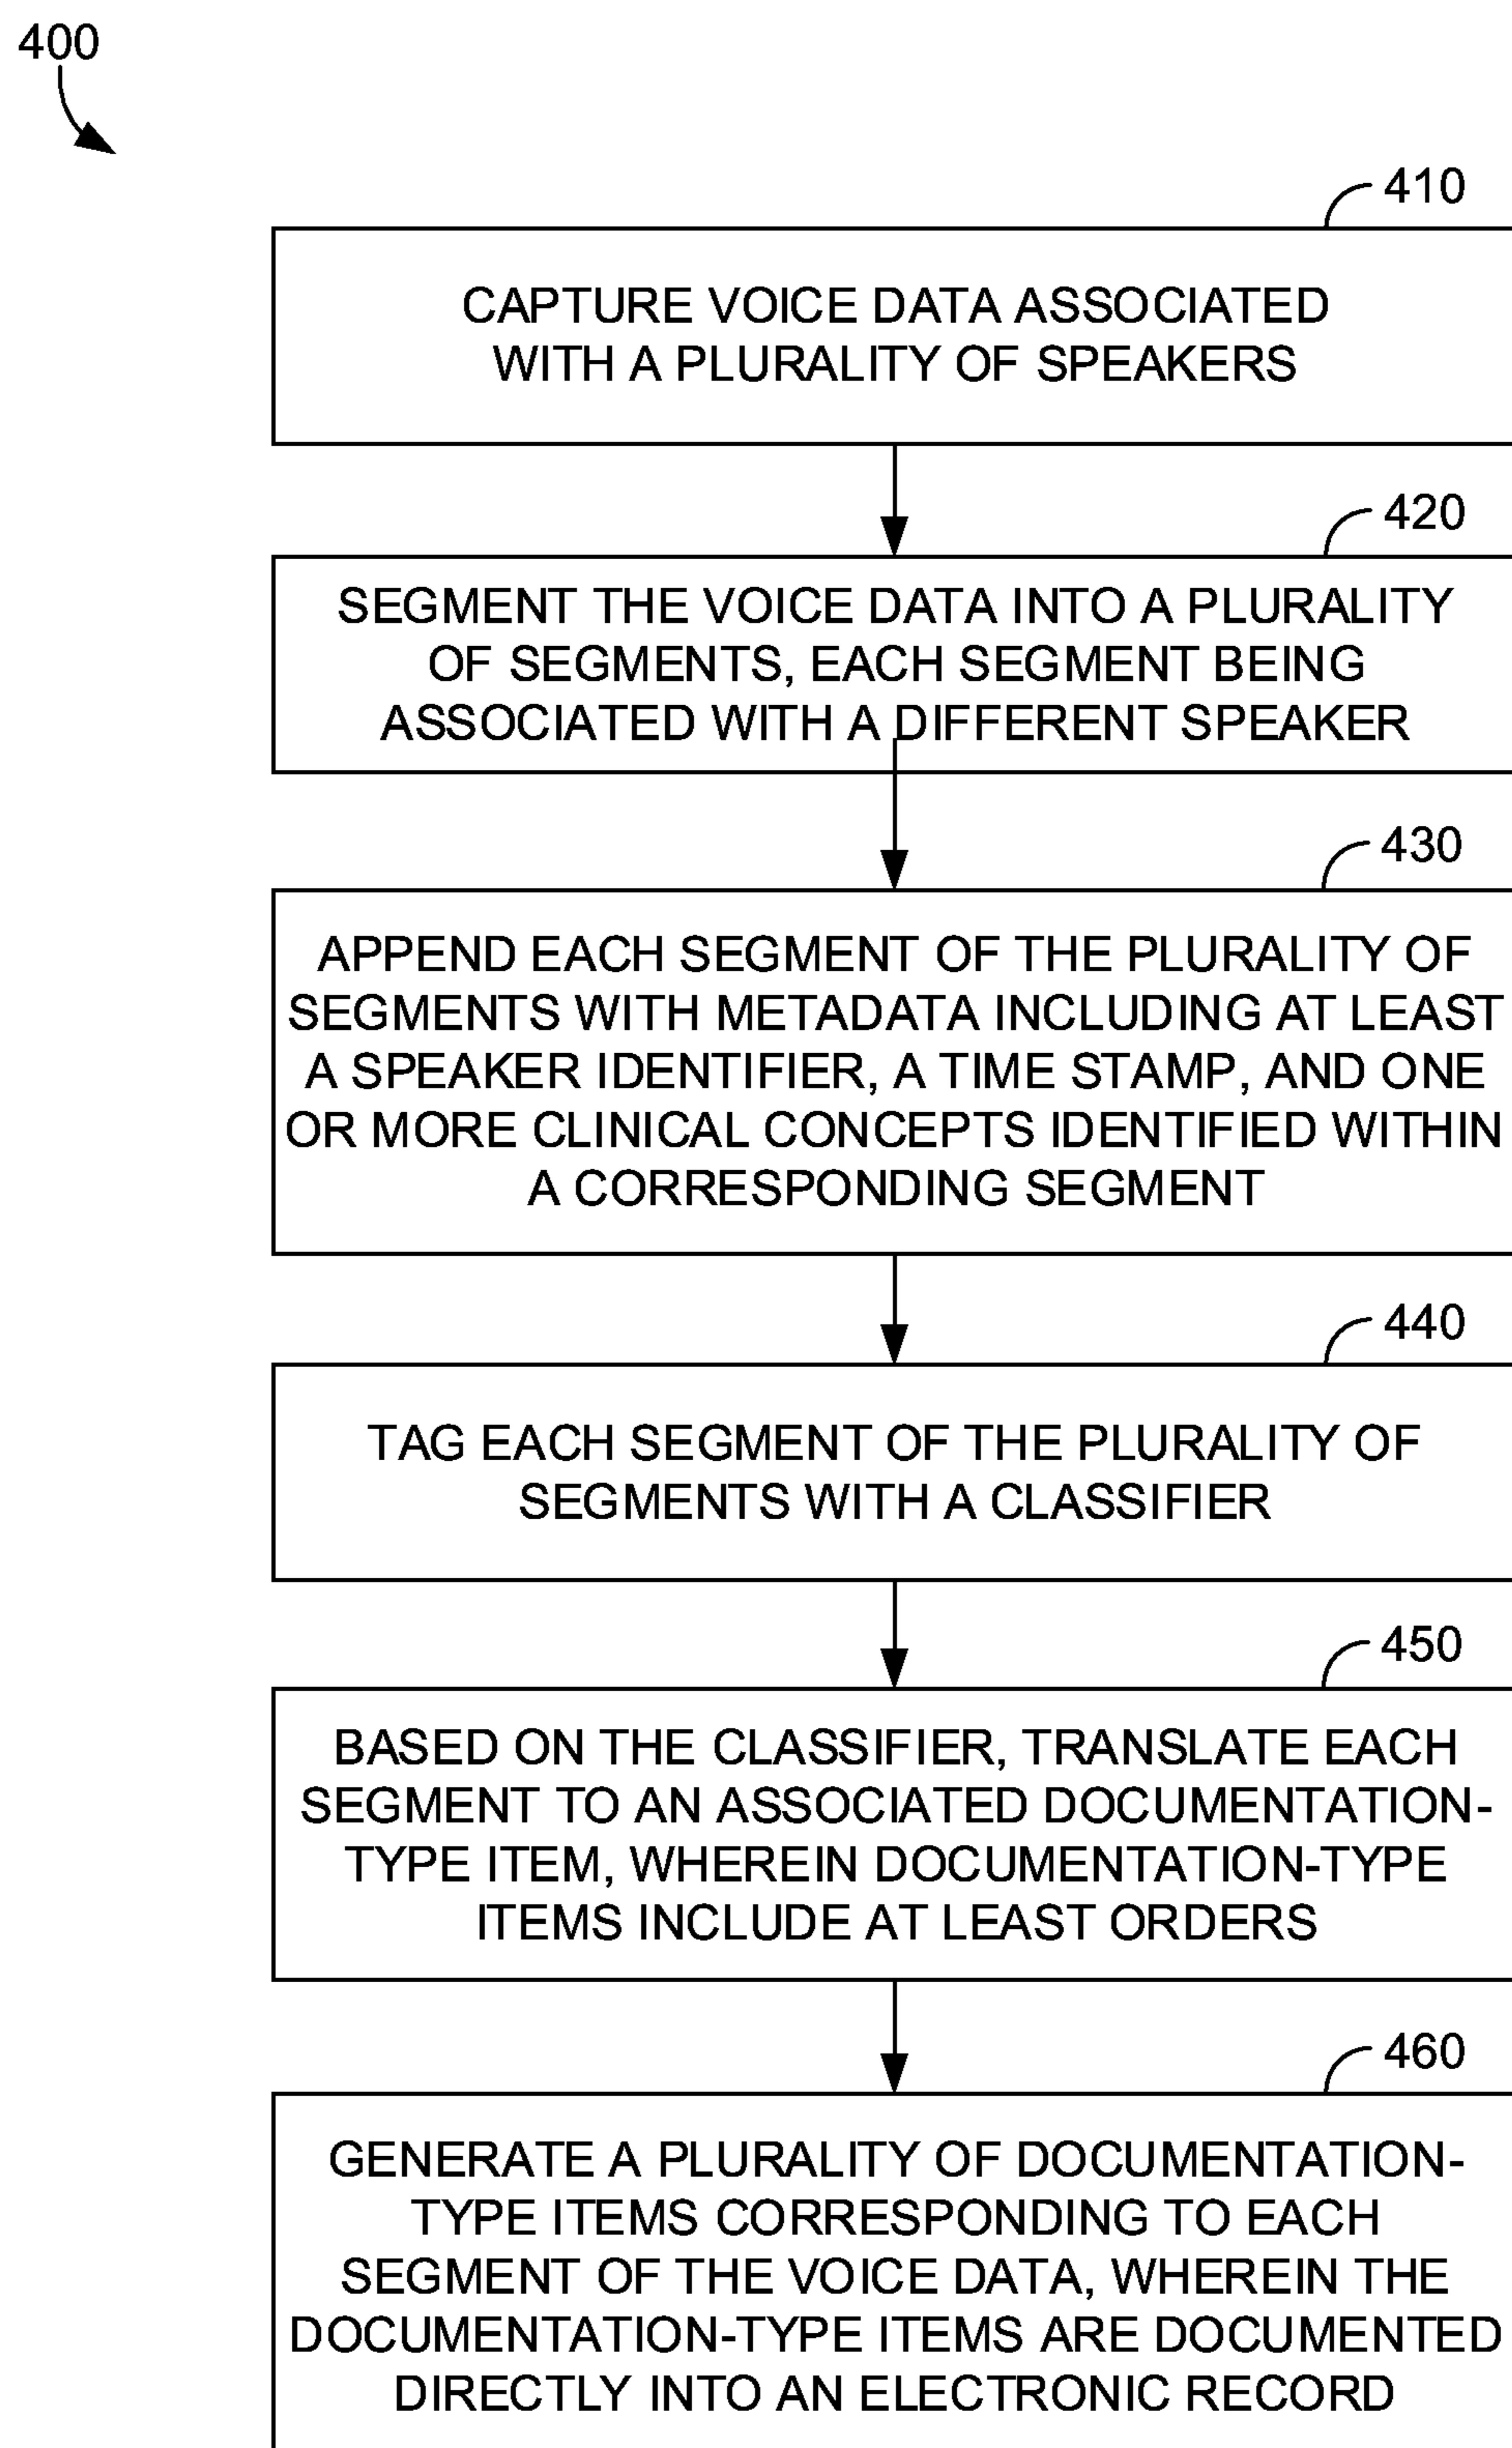 400
410
CAPTURE VOICE DATA ASSOCIATED
WITH A PLURALITY OF SPEAKERS
420
SEGMENT THE VOICE DATA INTO A PLURALITY
OF SEGMENTS, EACH SEGMENT BEING
ASSOCIATED WITH A DIFFERENT SPEAKER
430
APPEND EACH SEGMENT OF THE PLURALITY OF
SEGMENTS WITH METADATA INCLUDING AT LEAST
A SPEAKER IDENTIFIER, A TIME STAMP, AND ONE
OR MORE CLINICAL CONCEPTS IDENTIFIED WITHIN
A CORRESPONDING SEGMENT
440
TAG EACH SEGMENT OF THE PLURALITY OF
SEGMENTS WITH A CLASSIFIER
450
BASED ON THE CLASSIFIER, TRANSLATE EACH
SEGMENT TO AN ASSOCIATED DOCUMENTATION-
TYPE ITEM, WHEREIN DOCUMENTATION-TYPE
ITEMS INCLUDE AT LEAST ORDERS
460
GENERATE A PLURALITY OF DOCUMENTATION-
TYPE ITEMS CORRESPONDING TO EACH
SEGMENT OF THE VOICE DATA, WHEREIN THE
DOCUMENTATION-TYPE ITEMS ARE DOCUMENTED
DIRECTLY INTO AN ELECTRONIC RECORD